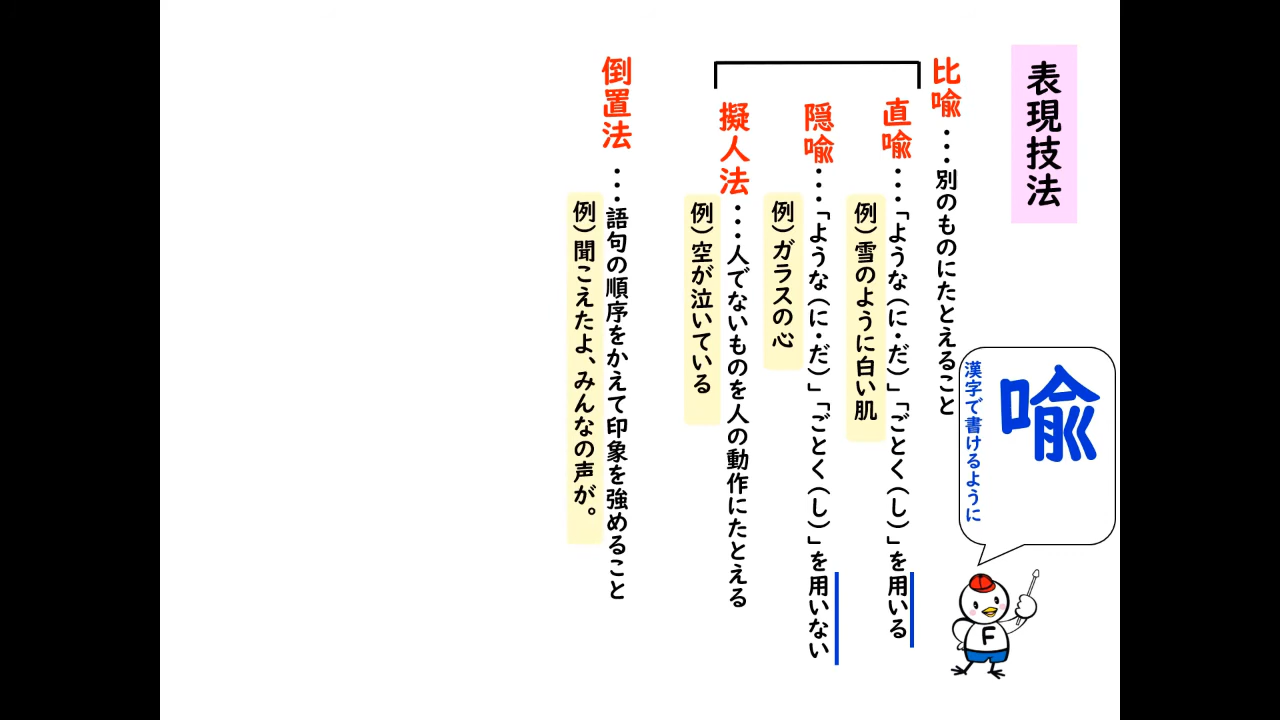 表現技法
喩
漢字で書けるように
F
比喩・・・別のものにたとえること
直喩・・・「ような(に・だ)」「ごとく(し)」を用いる
例)雪のように白い肌
隠喩・・・「ような(に・だ)」「ごとく(し)」を用いない
例)ガラスの心
擬人法・・・人でないものを人の動作にたとえる
例)空が泣いている
倒置法・・・語句の順序をかえて印象を強めること
例)聞こえたよ、みんなの声が。